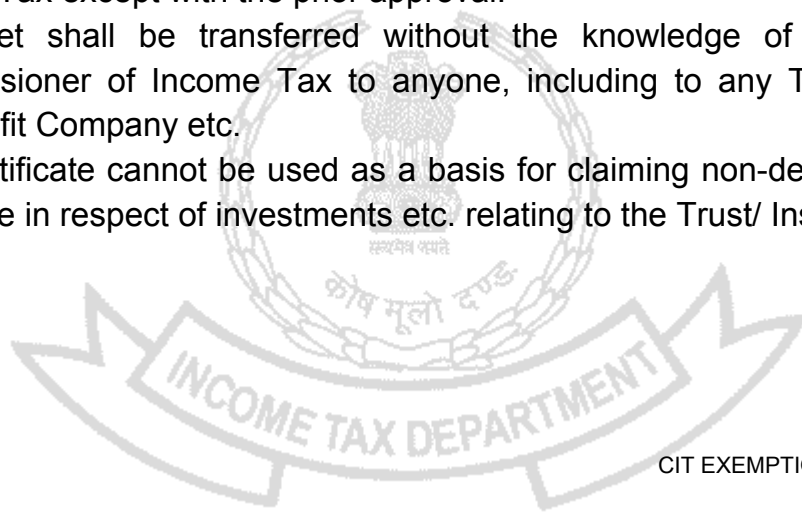 Tax except with the prior approval.
et shall be transferred without the knowledge of
sioner of Income Tax to anyone, including to any T
fit Company etc.
tificate cannot be used as a basis for claiming non-de
e in respect of investments etc. relating to the Trust/ Ins
सत्यमेव जयते
कोष मूलो दण्ड
INCOME TAX DEPARTMENT
CIT EXEMPTIO